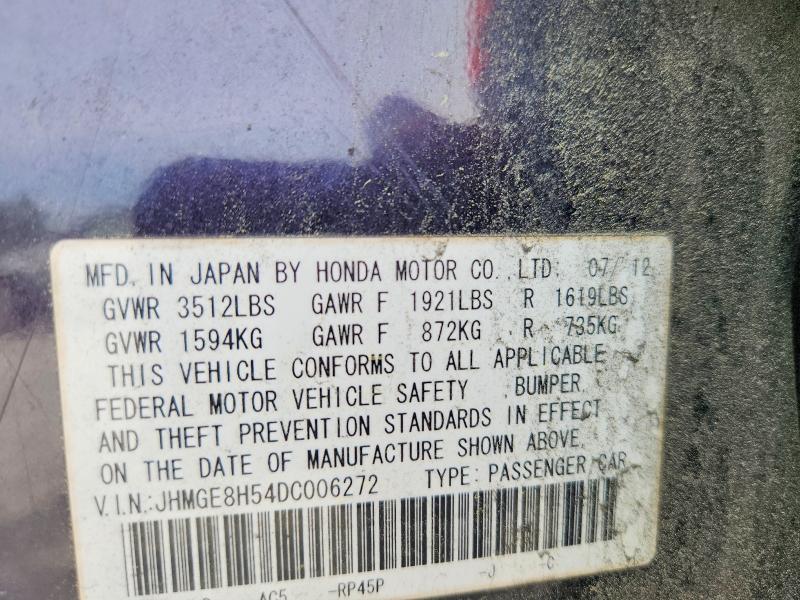 MFD. IN JAPAN BY HONDA MOTOR CO., LTD. 07/12
GVWR 3512LBS GAWR F 1921LBS R 1619LBS
GVWR 1594KG GAWR F 872KG R 735KG
THIS VEHICLE CONFORMS TO ALL APPLICABLE
FEDERAL MOTOR VEHICLE SAFETY, BUMPER,
AND THEFT PREVENTION STANDARDS IN EFFECT
ON THE DATE OF MANUFACTURE SHOWN ABOVE.
V.I.N.:JHMGE8H54DC006272 TYPE: PASSENGER CAR
AC5 -RP45P -J -C